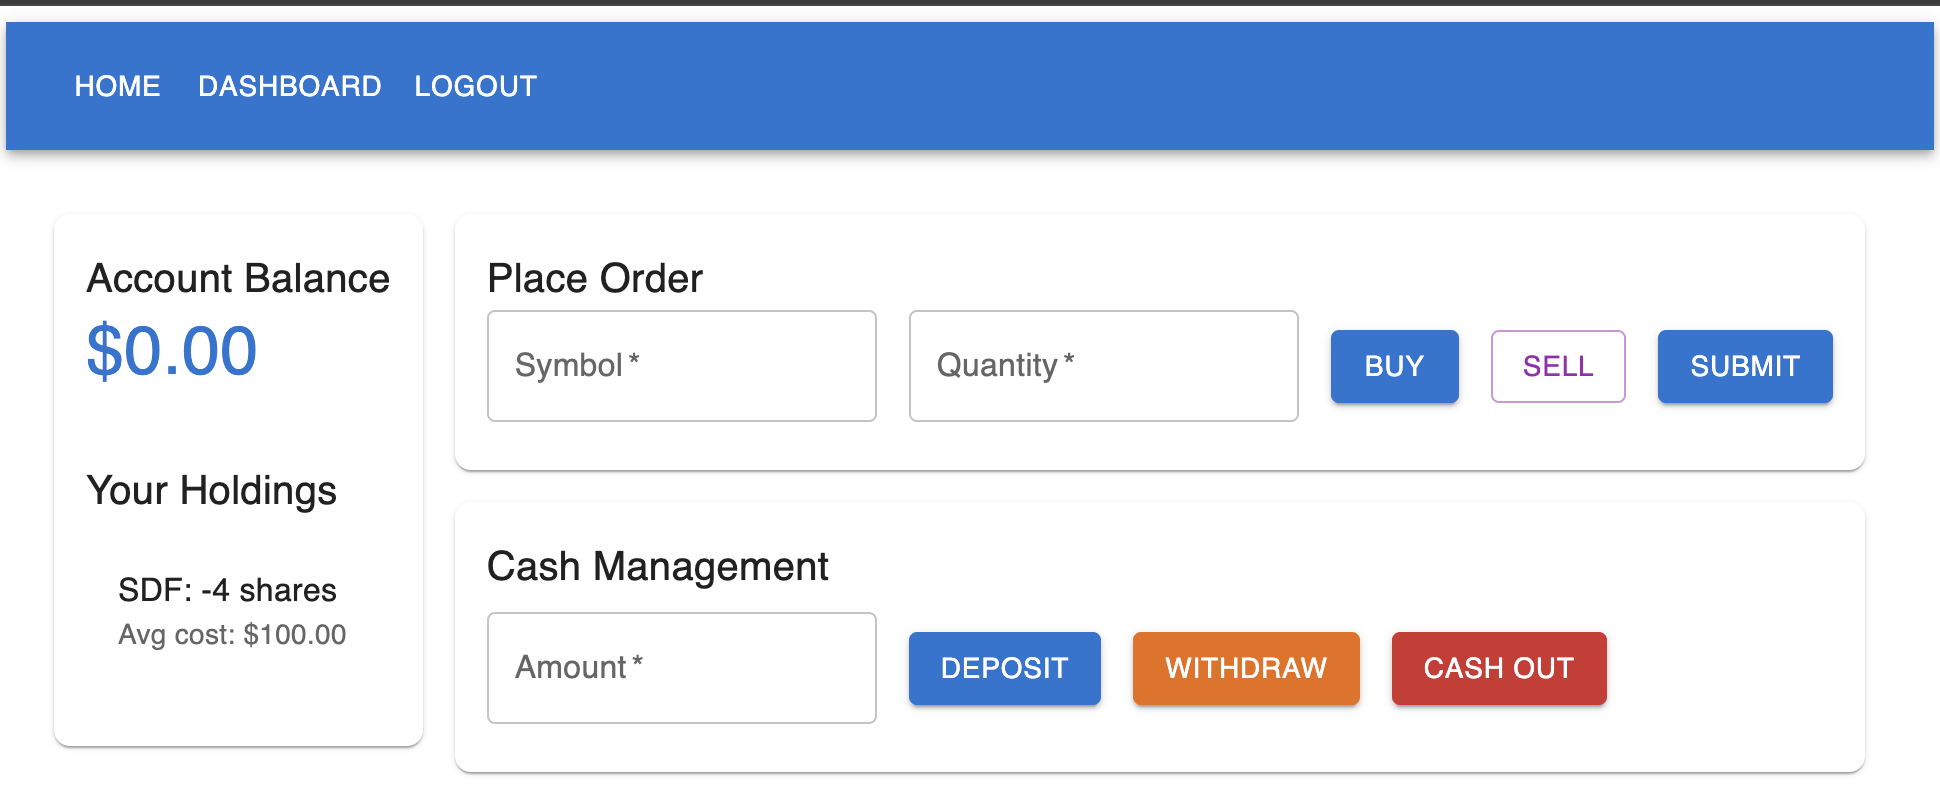 HOME DASHBOARD LOGOUT
Account Balance
$0.00
Your Holdings
SDF: -4 shares
Avg cost: $100.00
Place Order
Symbol * Quantity * BUY SELL SUBMIT
Cash Management
Amount * DEPOSIT WITHDRAW CASH OUT